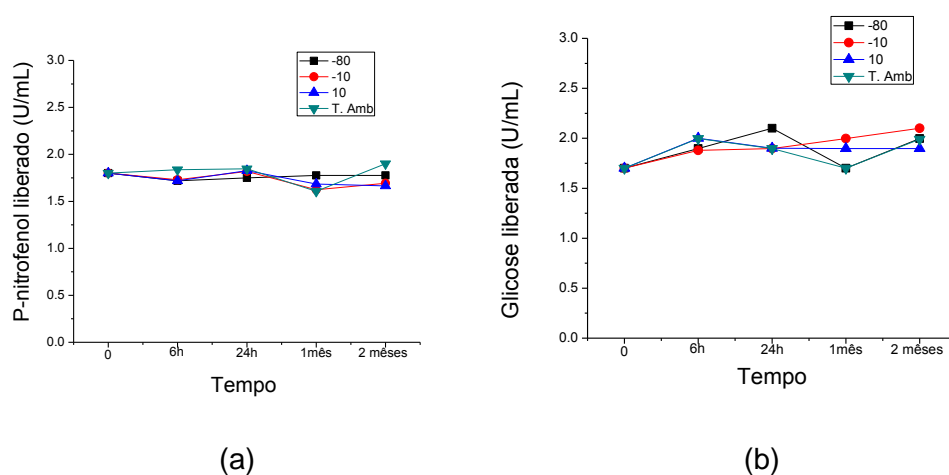 -80
-10
10
T. Amb
3.0
2.5
2.0
1.5
1.0
0.5
0.0
P-nitrofenol liberado (U/mL)
0
6h
24h
1mês
2 mêses
Tempo
(a)
-80
-10
10
T. Amb
3.0
2.5
2.0
1.5
1.0
0.5
0.0
Glicose liberada (U/mL)
0
6h
24h
1mês
2 mêses
Tempo
(b)